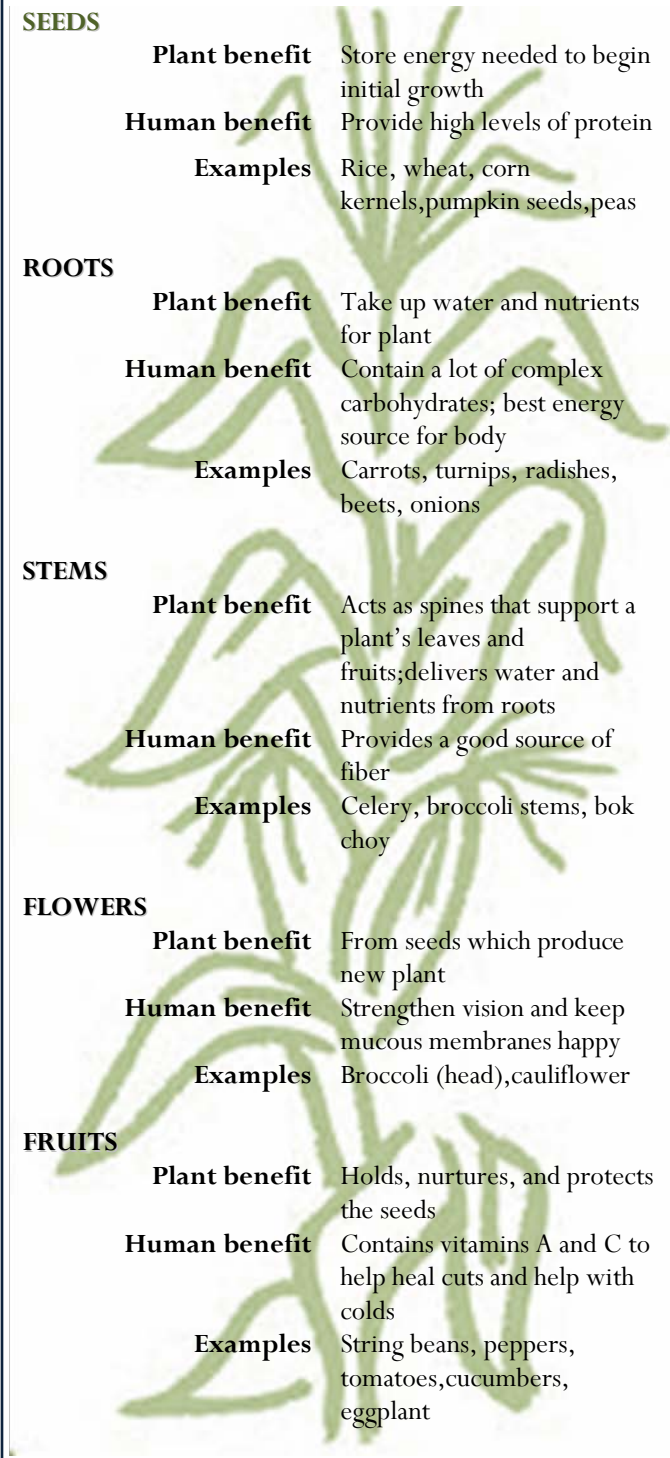 SEEDS
Plant benefit Store energy needed to begin
initial growth
Human benefit Provide high levels of protein
Examples Rice, wheat, corn
kernels,pumpkin seeds,peas
ROOTS
Plant benefit Take up water and nutrients
for plant
Human benefit Contain a lot of complex
carbohydrates; best energy
source for body
Examples Carrots, turnips, radishes,
beets, onions
STEMS
Plant benefit Acts as spines that support a
plant's leaves and
fruits;delivers water and
nutrients from roots
Human benefit Provides a good source of
fiber
Examples Celery, broccoli stems, bok
choy
FLOWERS
Plant benefit From seeds which produce
new plant
Human benefit Strengthen vision and keep
mucous membranes happy
Examples Broccoli (head),cauliflower
FRUITS
Plant benefit Holds, nurtures, and protects
the seeds
Human benefit Contains vitamins A and C to
help heal cuts and help with
colds
Examples String beans, peppers,
tomatoes,cucumbers,
eggplant